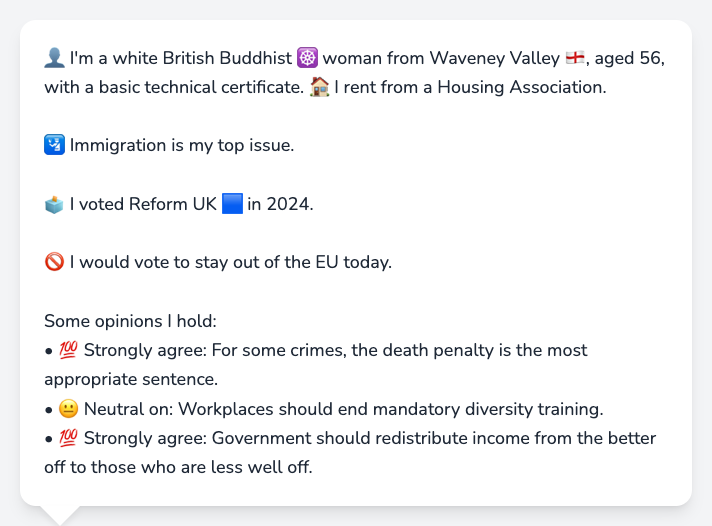 👤 I'm a white British Buddhist ☸️ woman from Waveney Valley 🏴󠁧󠁢󠁥󠁮󠁧󠁿, aged 56,
with a basic technical certificate. 🏠 I rent from a Housing Association.
🛂 Immigration is my top issue.
🗳️ I voted Reform UK 🟦 in 2024.
🚫 I would vote to stay out of the EU today.
Some opinions I hold:
• 💯 Strongly agree: For some crimes, the death penalty is the most
appropriate sentence.
• 😐 Neutral on: Workplaces should end mandatory diversity training.
• 💯 Strongly agree: Government should redistribute income from the better
off to those who are less well off.